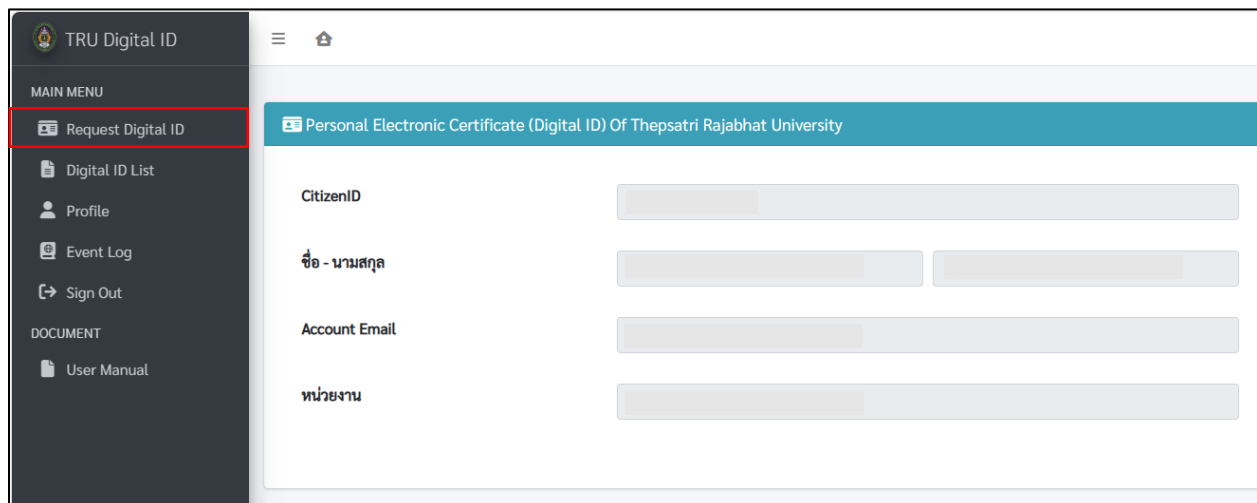 TRU Digital ID
MAIN MENU
Request Digital ID
Digital ID List
Profile
Event Log
Sign Out
DOCUMENT
User Manual
Personal Electronic Certificate (Digital ID) Of Thepsatri Rajabhat University
CitizenID
ชื่อ - นามสกุล
Account Email
หน่วยงาน